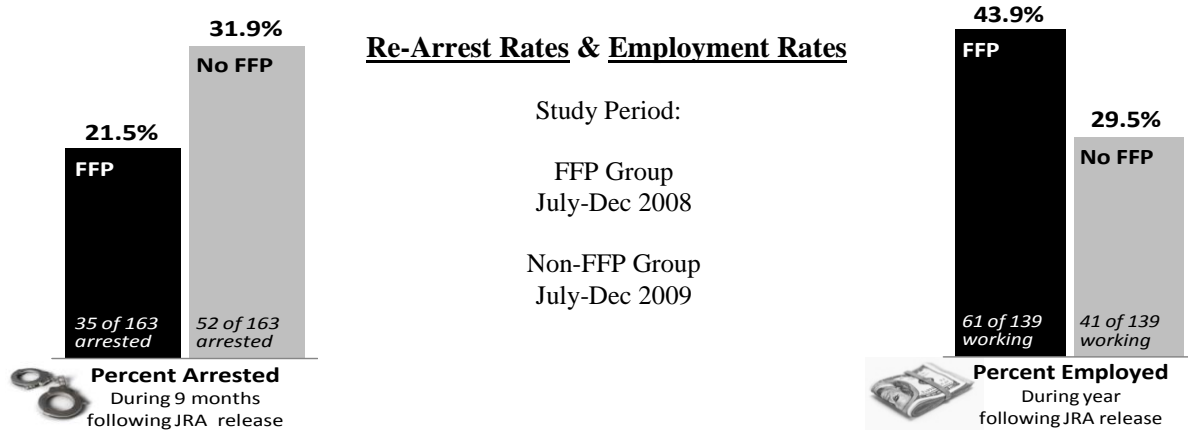 31.9%
No FFP
21.5%
FFP
35 of 163
arrested
52 of 163
arrested
Percent Arrested
During 9 months
following JRA release
Re-Arrest Rates & Employment Rates
Study Period:
FFP Group
July-Dec 2008
Non-FFP Group
July-Dec 2009
43.9%
FFP
29.5%
No FFP
61 of 139
working
41 of 139
working
Percent Employed
During year
following JRA release